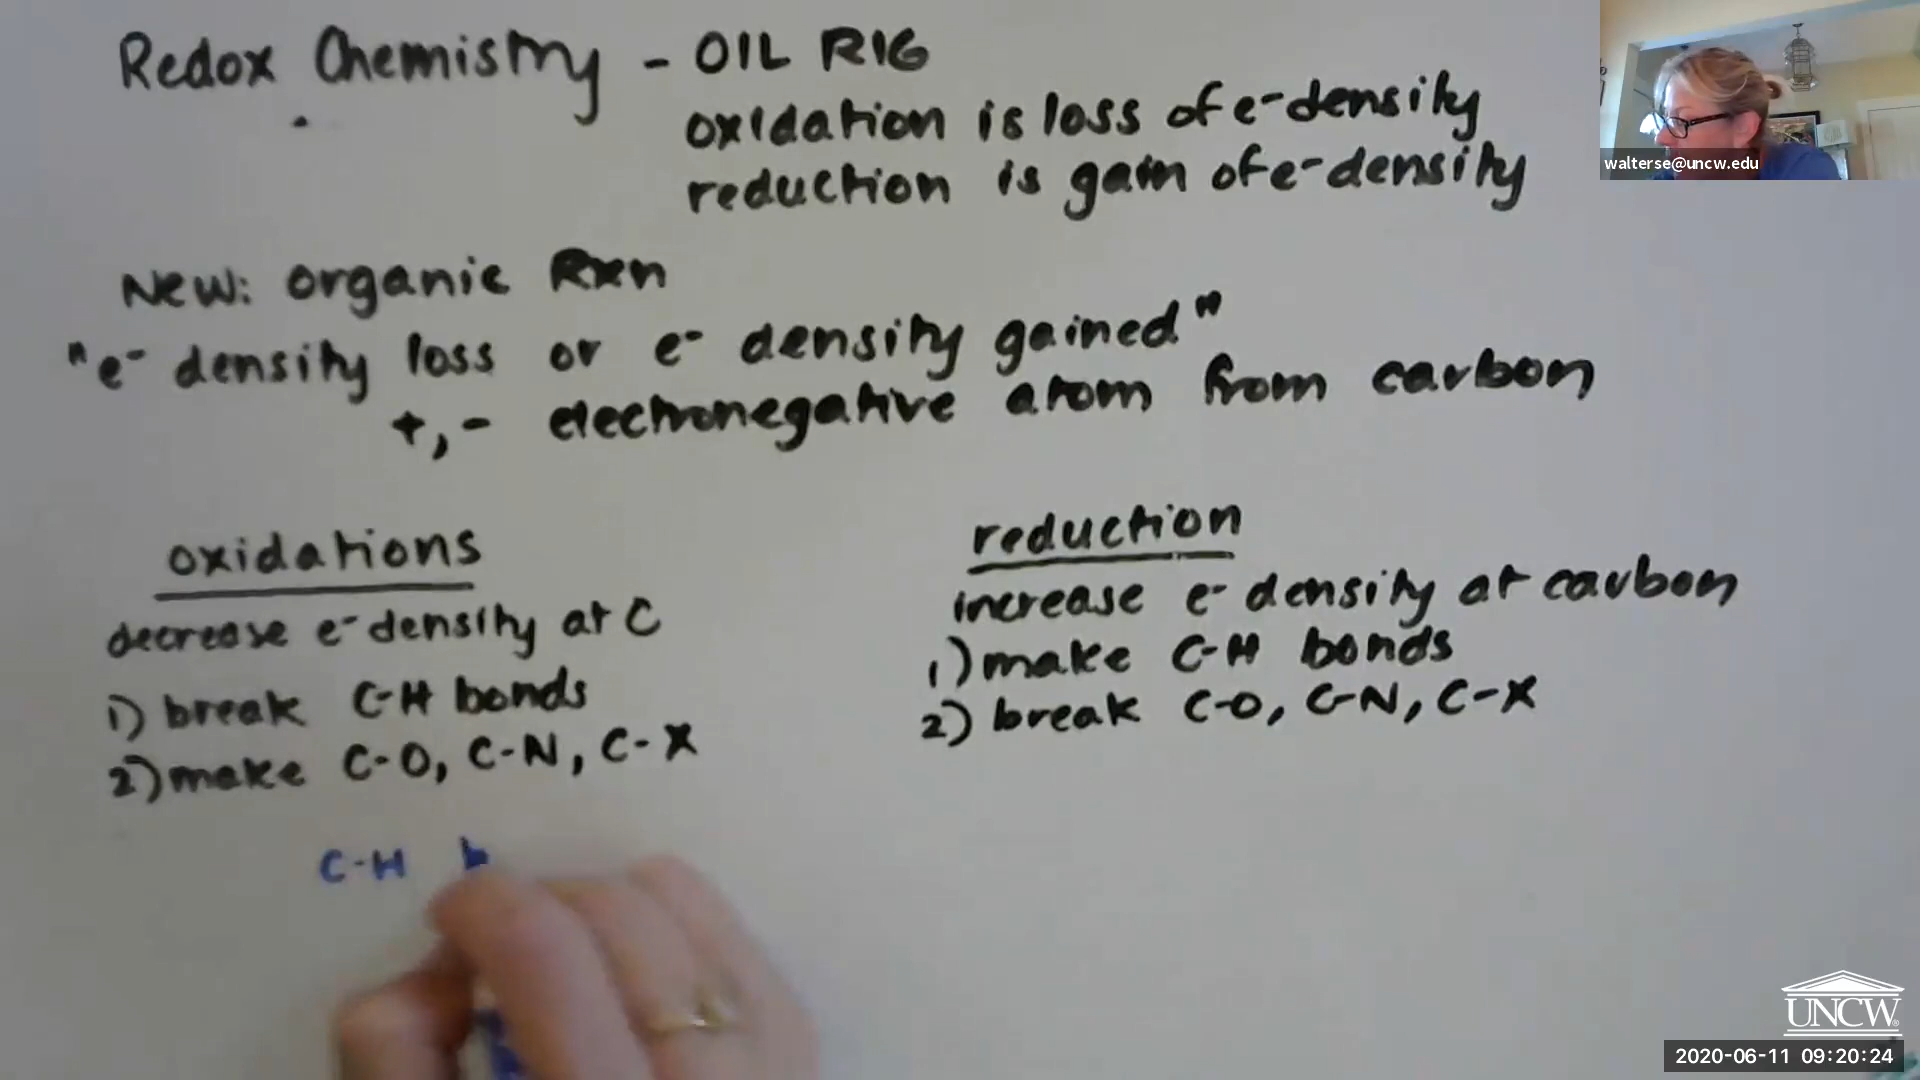 Redox Chemistry - OIL RIG
oxidation is loss of e- density
reduction is gain of e- density
walterse@uncw.edu
New: organic Rxn
"e- density loss or e- density gained"
+, - electronegative atom from carbon
oxidations
decrease e- density at C
1) break C-H bonds
2) make C-O, C-N, C-X
C-H
reduction
increase e- density at carbon
1) make C-H bonds
2) break C-O, C-N, C-X
UNCW
2020-06-11 09:20:24